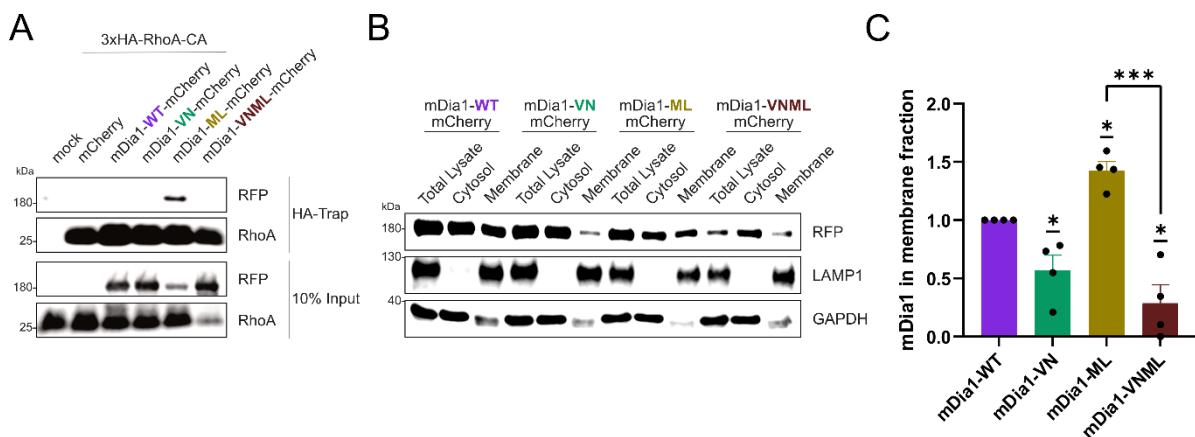 A
3xHA-RhoA-CA
mock
mCherry
mDia1-WT-mCherry
mDia1-VN-mCherry
mDia1-ML-mCherry
mDia1-VNML-mCherry
kDa
180
RFP
25
RhoA
HA-Trap
180
RFP
25
RhoA
10% Input
B
mDia1-WT
mCherry
mDia1-VN
mCherry
mDia1-ML
mCherry
mDia1-VNML
mCherry
Total Lysate
Cytosol
Membrane
Total Lysate
Cytosol
Membrane
Total Lysate
Cytosol
Membrane
Total Lysate
Cytosol
Membrane
kDa
180
RFP
130
LAMP1
40
GAPDH
C
mDia1 in membrane fraction
2.0
1.5
1.0
0.5
0.0
***
*
*
*
mDia1-WT
mDia1-VN
mDia1-ML
mDia1-VNML